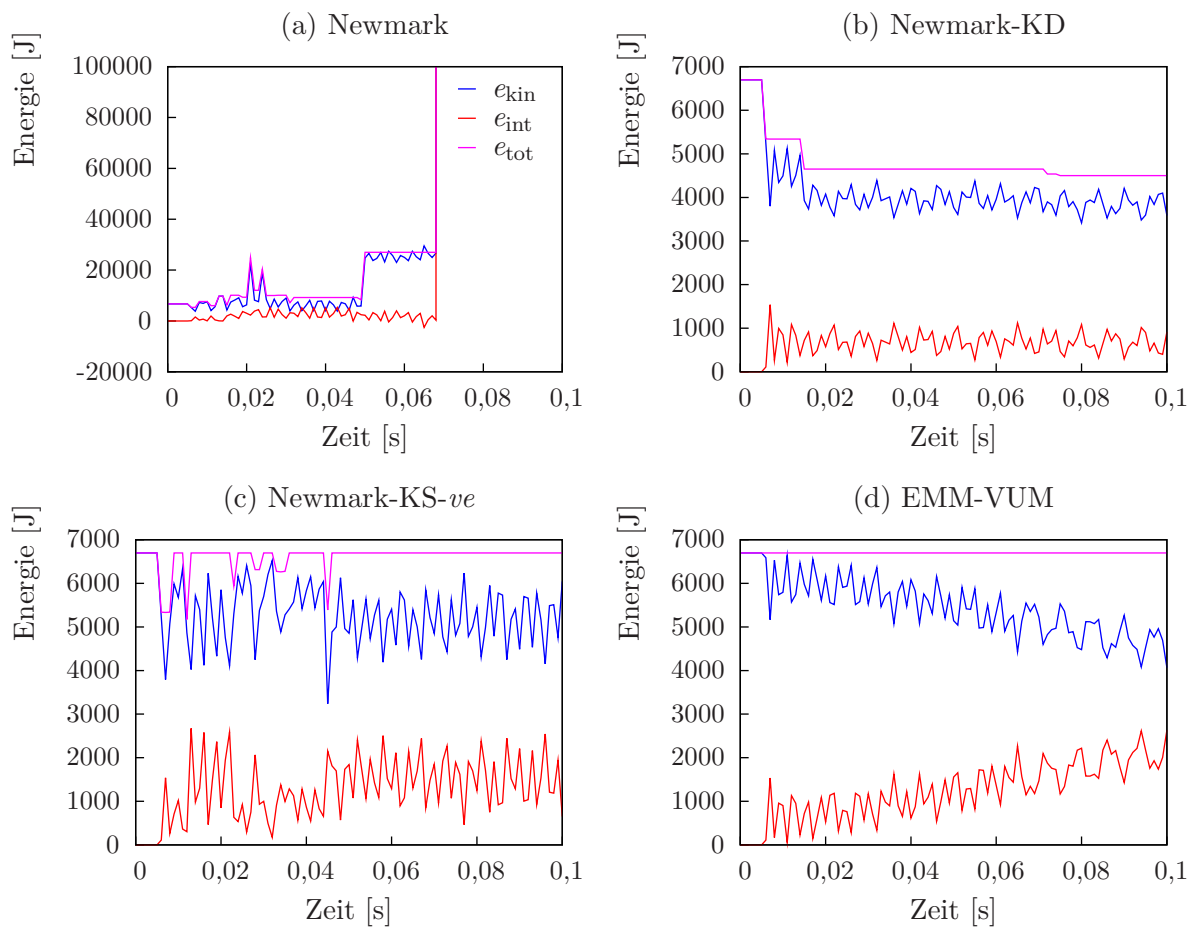 (a) Newmark
Energie [J]
100000
80000
60000
40000
20000
0
-20000
e_kin
e_int
e_tot
0 0,02 0,04 0,06 0,08 0,1
Zeit [s]
(b) Newmark-KD
Energie [J]
7000
6000
5000
4000
3000
2000
1000
0
0 0,02 0,04 0,06 0,08 0,1
Zeit [s]
(c) Newmark-KS-ve
Energie [J]
7000
6000
5000
4000
3000
2000
1000
0
0 0,02 0,04 0,06 0,08 0,1
Zeit [s]
(d) EMM-VUM
Energie [J]
7000
6000
5000
4000
3000
2000
1000
0
0 0,02 0,04 0,06 0,08 0,1
Zeit [s]